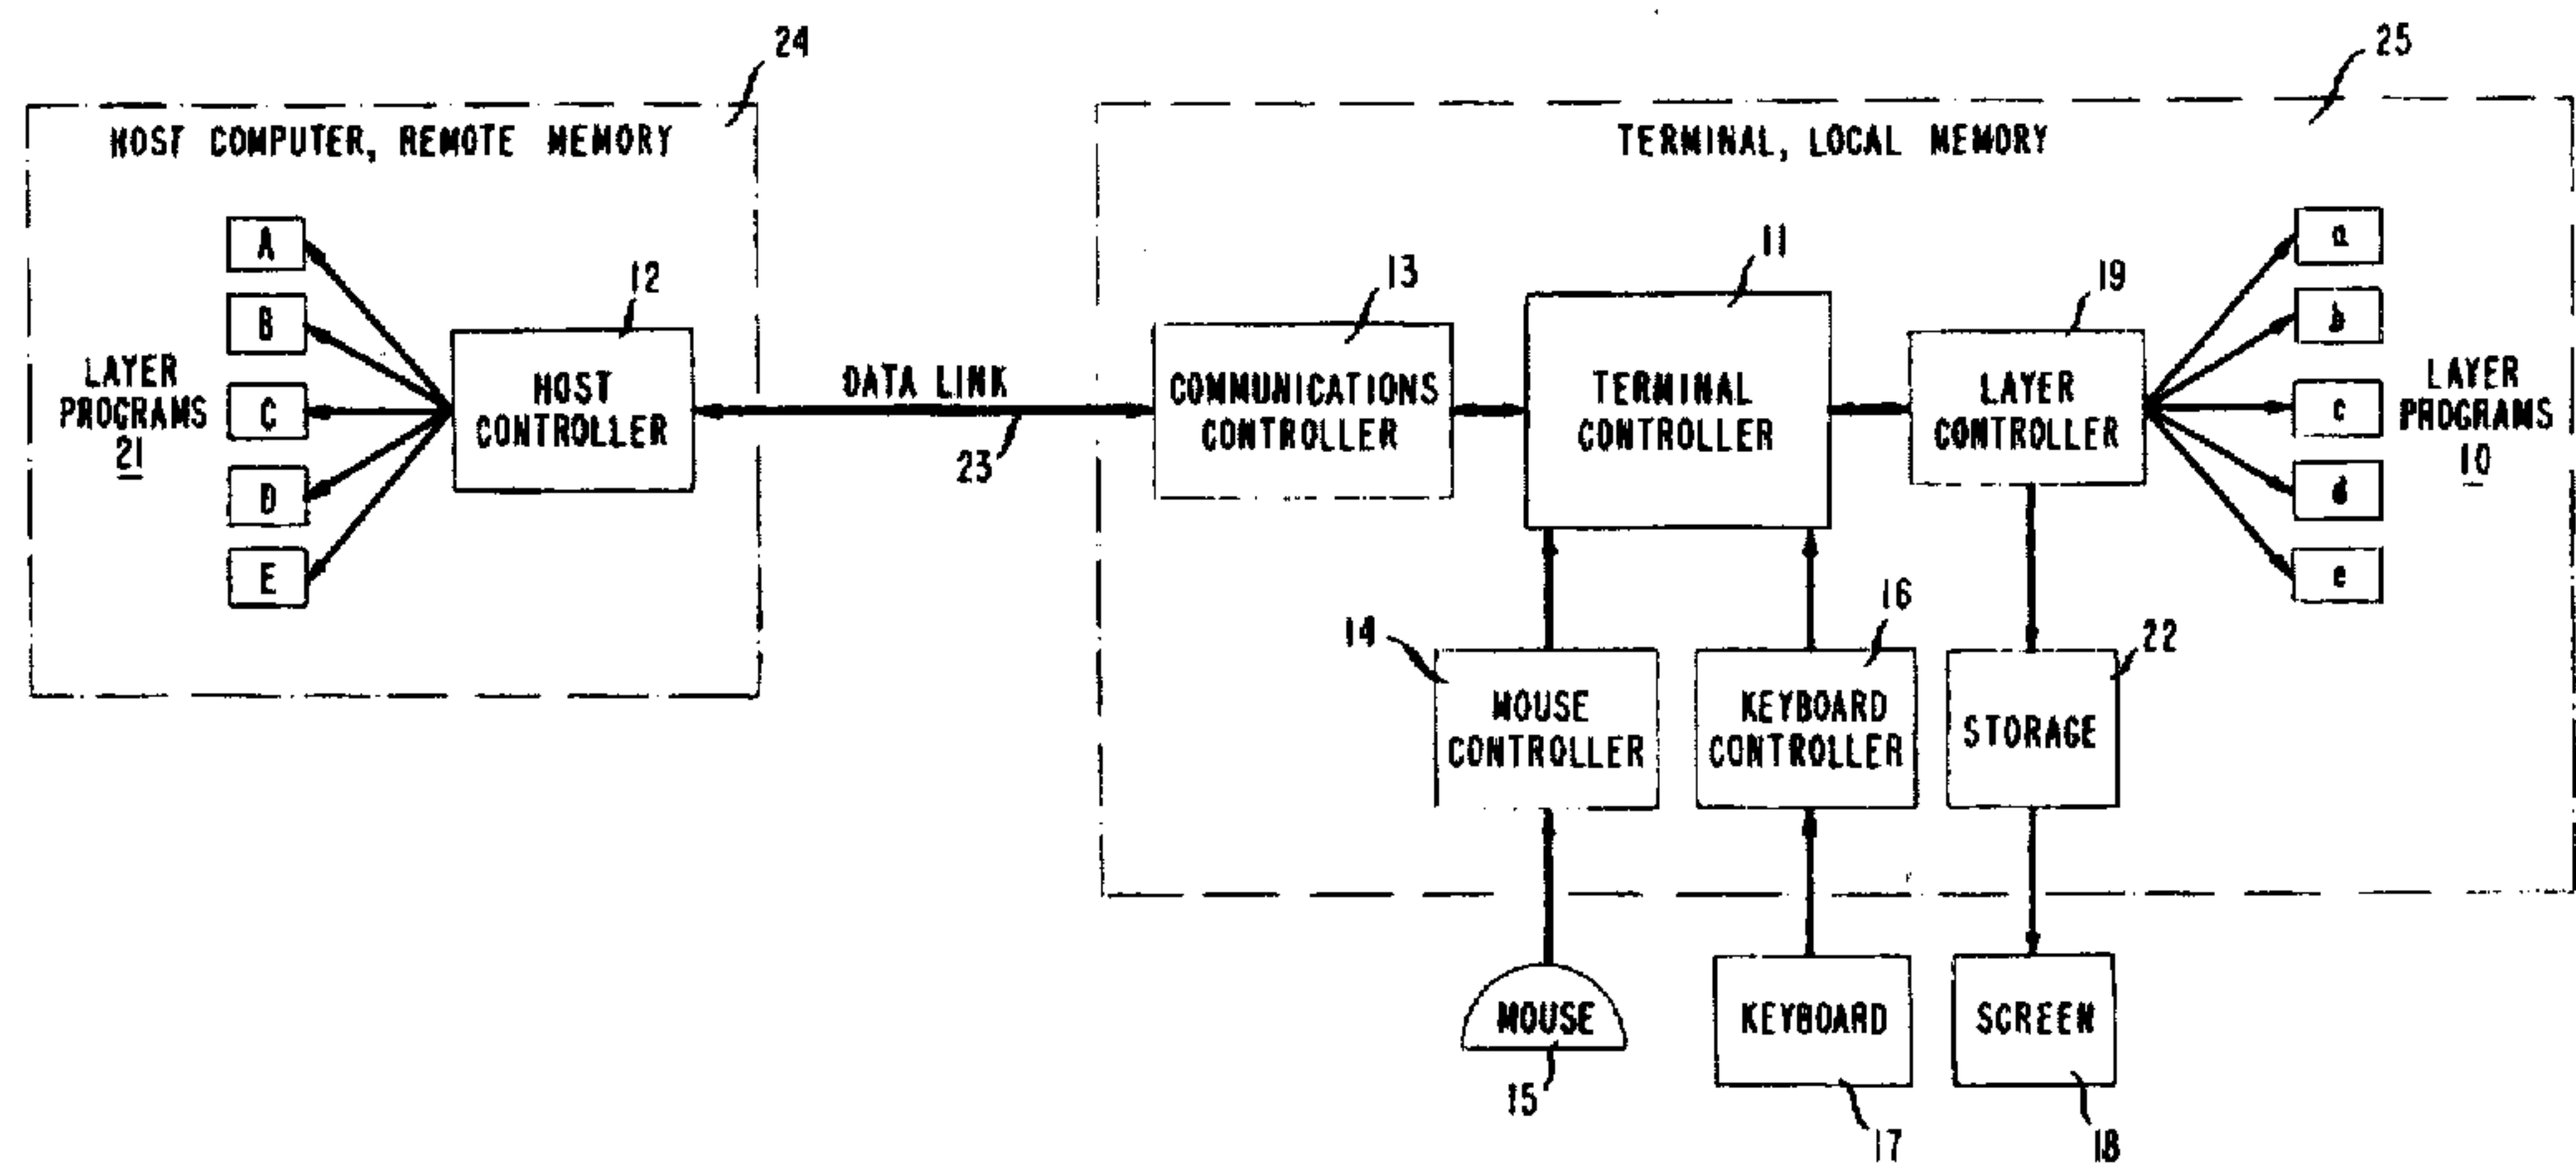 24
25
HOST COMPUTER, REMOTE MEMORY
TERMINAL, LOCAL MEMORY
A
B
C
D
E
LAYER
PROGRAMS
21
12
HOST
CONTROLLER
DATA LINK
23
13
COMMUNICATIONS
CONTROLLER
11
TERMINAL
CONTROLLER
19
LAYER
CONTROLLER
a
b
c
d
e
LAYER
PROGRAMS
10
14
MOUSE
CONTROLLER
16
KEYBOARD
CONTROLLER
22
STORAGE
MOUSE
15
KEYBOARD
17
SCREEN
18